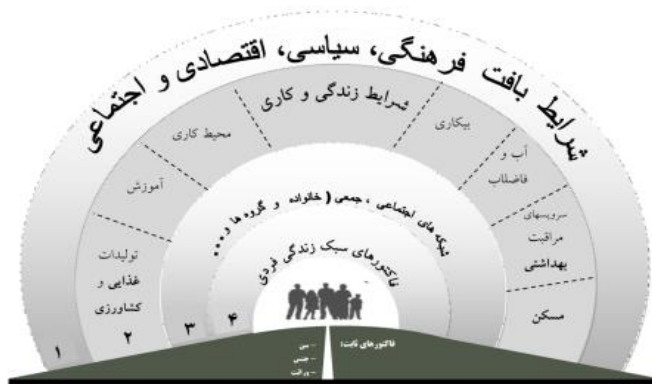 شرایط بافت فرهنگی، سیاسی، اقتصادی و اجتماعی
شرایط زندگی و کاری
بیکاری
آب و
فاضلاب
سرویسهای
مراقبت
بهداشتی
مسکن
محیط کاری
آموزش
تولیدات
غذایی و
کشاورزی
شبکه های اجتماعی ، جمعی (خانواده و گروه ها و...
فاکتورهای سبک زندگی فردی
۱
۲
۳
۴
فاکتورهای ثابت:
– سن
– جنس
– وراثت